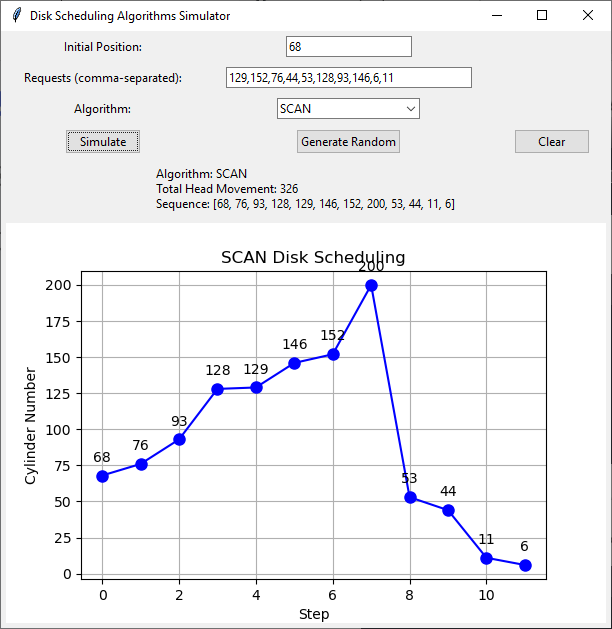 Disk Scheduling Algorithms Simulator
Initial Position: 68
Requests (comma-separated): 129,152,76,44,53,128,93,146,6,11
Algorithm: SCAN
Simulate Generate Random Clear
Algorithm: SCAN
Total Head Movement: 326
Sequence: [68, 76, 93, 128, 129, 146, 152, 200, 53, 44, 11, 6]
SCAN Disk Scheduling
200
175
150
125
100
75
50
25
0
Cylinder Number
68
76
93
128
129
146
152
200
53
44
11
6
0 2 4 6 8 10
Step